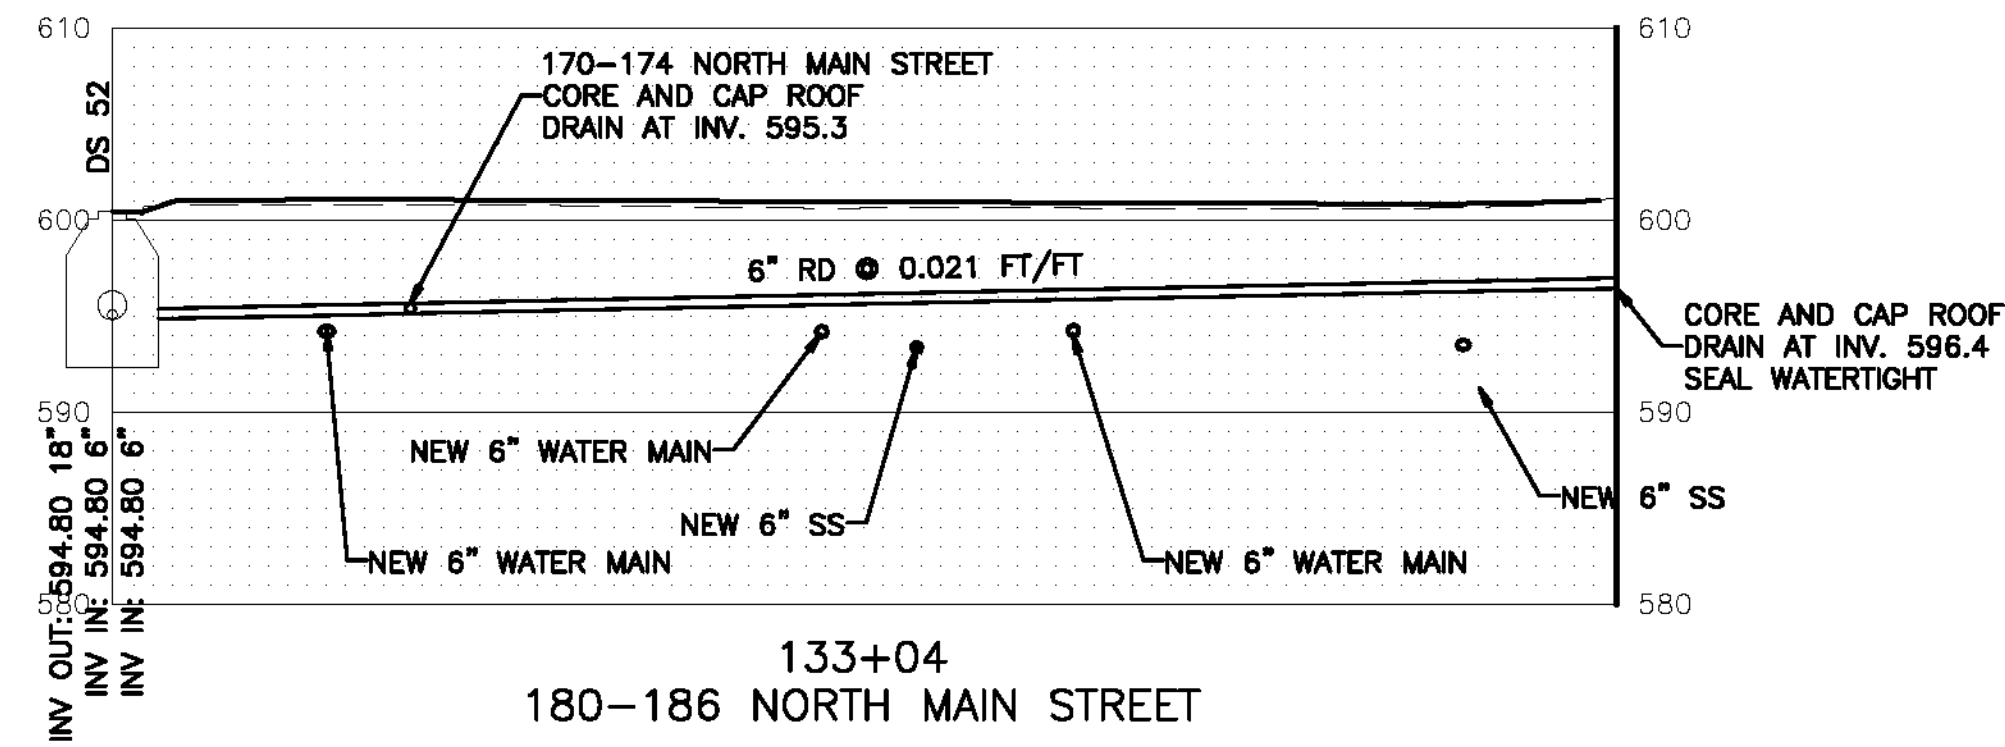 610
610
DS 52
170-174 NORTH MAIN STREET
CORE AND CAP ROOF
DRAIN AT INV. 595.3
600
600
6" RD @ 0.021 FT/FT
CORE AND CAP ROOF
DRAIN AT INV. 596.4
SEAL WATERTIGHT
590
590
NEW 6" WATER MAIN
NEW 6" SS
NEW 6" SS
NEW 6" WATER MAIN
NEW 6" WATER MAIN
580
580
INV OUT: 594.80 18"
INV IN: 594.80 6"
INV IN: 594.80 6"
133+04
180-186 NORTH MAIN STREET